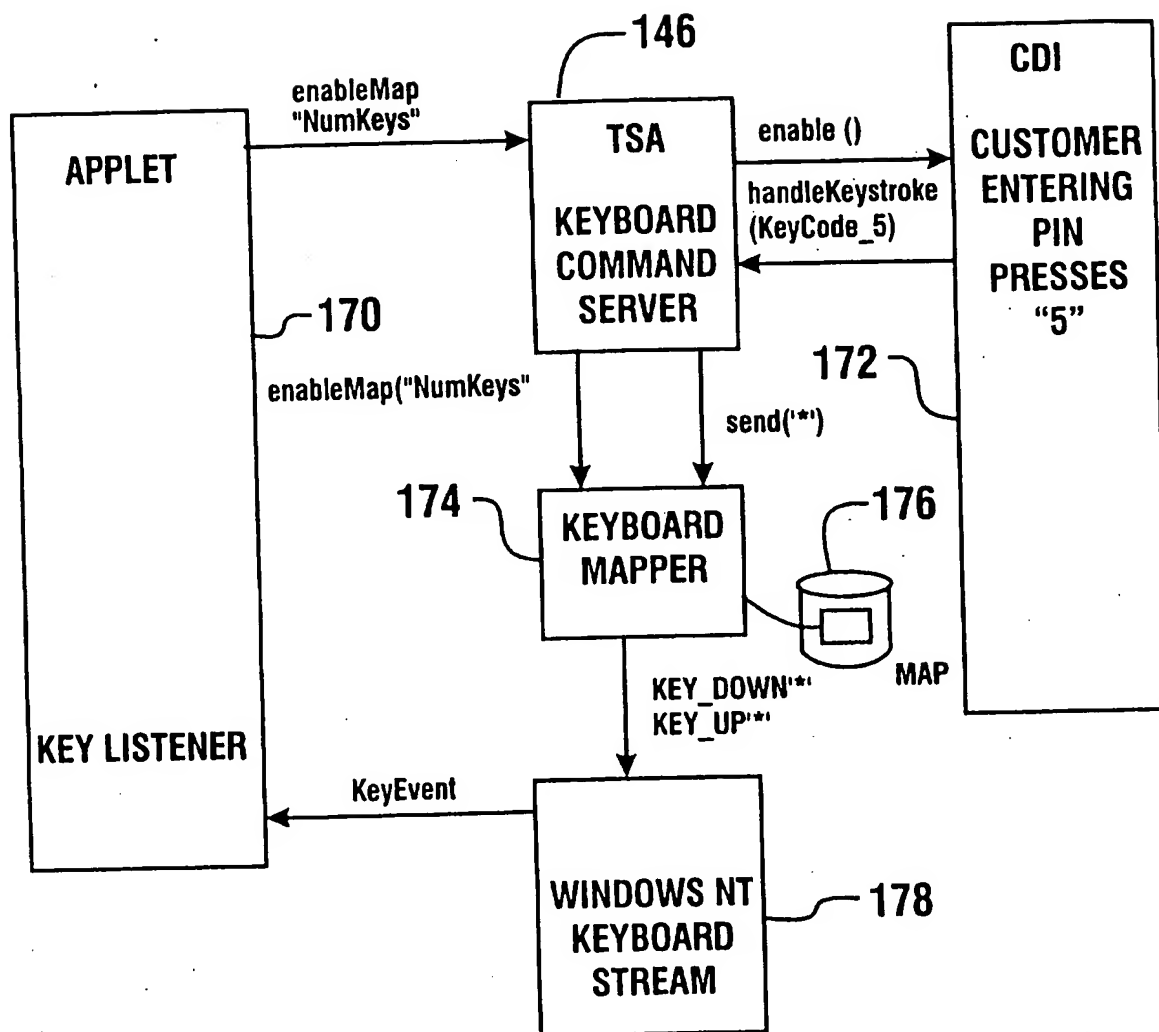 146
enableMap
"NumKeys"
APPLET
TSA
KEYBOARD
COMMAND
SERVER
enable ()
handleKeystroke
(KeyCode_5)
CDI
CUSTOMER
ENTERING
PIN
PRESSES
“5”
170
172
enableMap("NumKeys"
send('*')
174
KEYBOARD
MAPPER
176
MAP
KEY_DOWN'*'
KEY_UP'*'
KEY LISTENER
KeyEvent
WINDOWS NT
KEYBOARD
STREAM
178